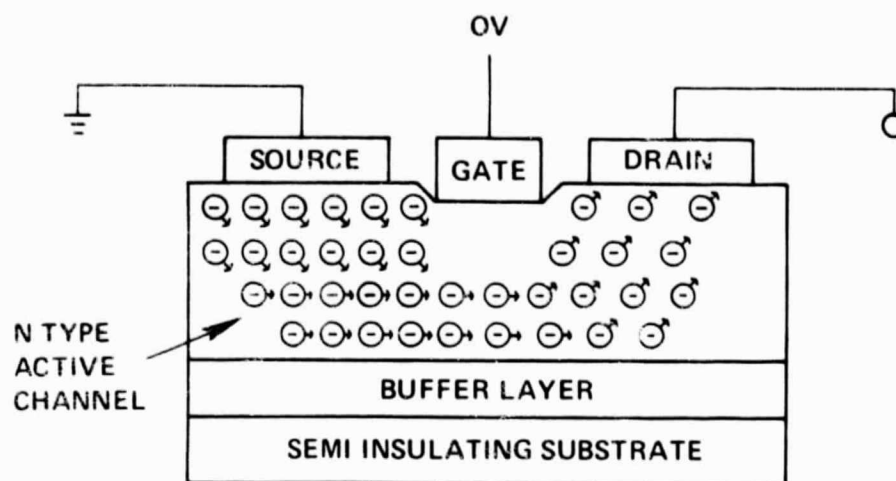 OV
SOURCE
GATE
DRAIN
N TYPE
ACTIVE
CHANNEL
BUFFER LAYER
SEMI INSULATING SUBSTRATE